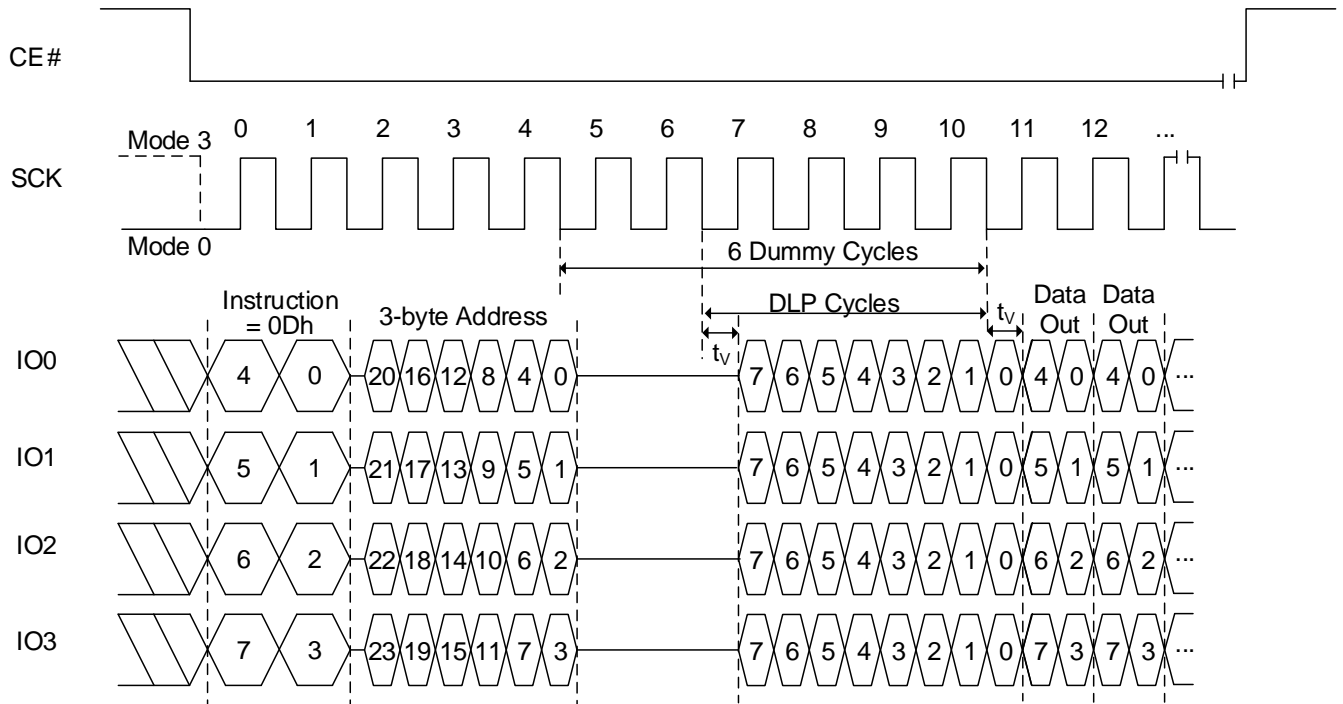 CE#
0 1 2 3 4 5 6 7 8 9 10 11 12 ...
Mode 3
SCK
Mode 0
6 Dummy Cycles
Instruction
= 0Dh
3-byte Address
DLP Cycles
tV
Data
Out
Data
Out
tV
IO0
4 0 20 16 12 8 4 0 7 6 5 4 3 2 1 0 4 0 4 0 ...
IO1
5 1 21 17 13 9 5 1 7 6 5 4 3 2 1 0 5 1 5 1 ...
IO2
6 2 22 18 14 10 6 2 7 6 5 4 3 2 1 0 6 2 6 2 ...
IO3
7 3 23 19 15 11 7 3 7 6 5 4 3 2 1 0 7 3 7 3 ...